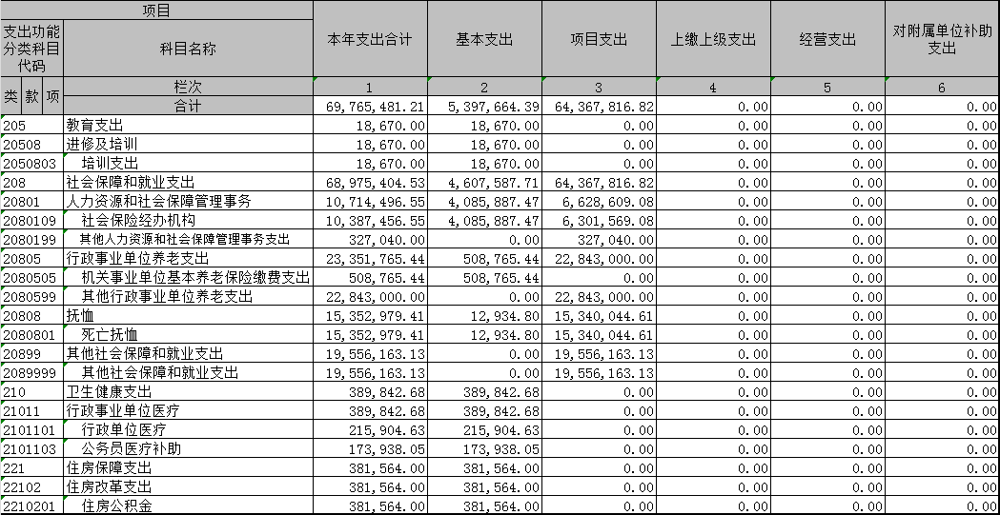 项目
支出功能分类科目代码 科目名称 本年支出合计 基本支出 项目支出 上缴上级支出 经营支出 对附属单位补助支出
类 款 项 栏次 1 2 3 4 5 6
合计 69,765,481.21 5,397,664.39 64,367,816.82 0.00 0.00 0.00
205 教育支出 18,670.00 18,670.00 0.00 0.00 0.00 0.00
20508 进修及培训 18,670.00 18,670.00 0.00 0.00 0.00 0.00
2050803 培训支出 18,670.00 18,670.00 0.00 0.00 0.00 0.00
208 社会保障和就业支出 68,975,404.53 4,607,587.71 64,367,816.82 0.00 0.00 0.00
20801 人力资源和社会保障管理事务 10,714,496.55 4,085,887.47 6,628,609.08 0.00 0.00 0.00
2080109 社会保险经办机构 10,387,456.55 4,085,887.47 6,301,569.08 0.00 0.00 0.00
2080199 其他人力资源和社会保障管理事务支出 327,040.00 0.00 327,040.00 0.00 0.00 0.00
20805 行政事业单位养老支出 23,351,765.44 508,765.44 22,843,000.00 0.00 0.00 0.00
2080505 机关事业单位基本养老保险缴费支出 508,765.44 508,765.44 0.00 0.00 0.00 0.00
2080599 其他行政事业单位养老支出 22,843,000.00 0.00 22,843,000.00 0.00 0.00 0.00
20808 抚恤 15,352,979.41 12,934.80 15,340,044.61 0.00 0.00 0.00
2080801 死亡抚恤 15,352,979.41 12,934.80 15,340,044.61 0.00 0.00 0.00
20899 其他社会保障和就业支出 19,556,163.13 0.00 19,556,163.13 0.00 0.00 0.00
2089999 其他社会保障和就业支出 19,556,163.13 0.00 19,556,163.13 0.00 0.00 0.00
210 卫生健康支出 389,842.68 389,842.68 0.00 0.00 0.00 0.00
21011 行政事业单位医疗 389,842.68 389,842.68 0.00 0.00 0.00 0.00
2101101 行政单位医疗 215,904.63 215,904.63 0.00 0.00 0.00 0.00
2101103 公务员医疗补助 173,938.05 173,938.05 0.00 0.00 0.00 0.00
221 住房保障支出 381,564.00 381,564.00 0.00 0.00 0.00 0.00
22102 住房改革支出 381,564.00 381,564.00 0.00 0.00 0.00 0.00
2210201 住房公积金 381,564.00 381,564.00 0.00 0.00 0.00 0.00